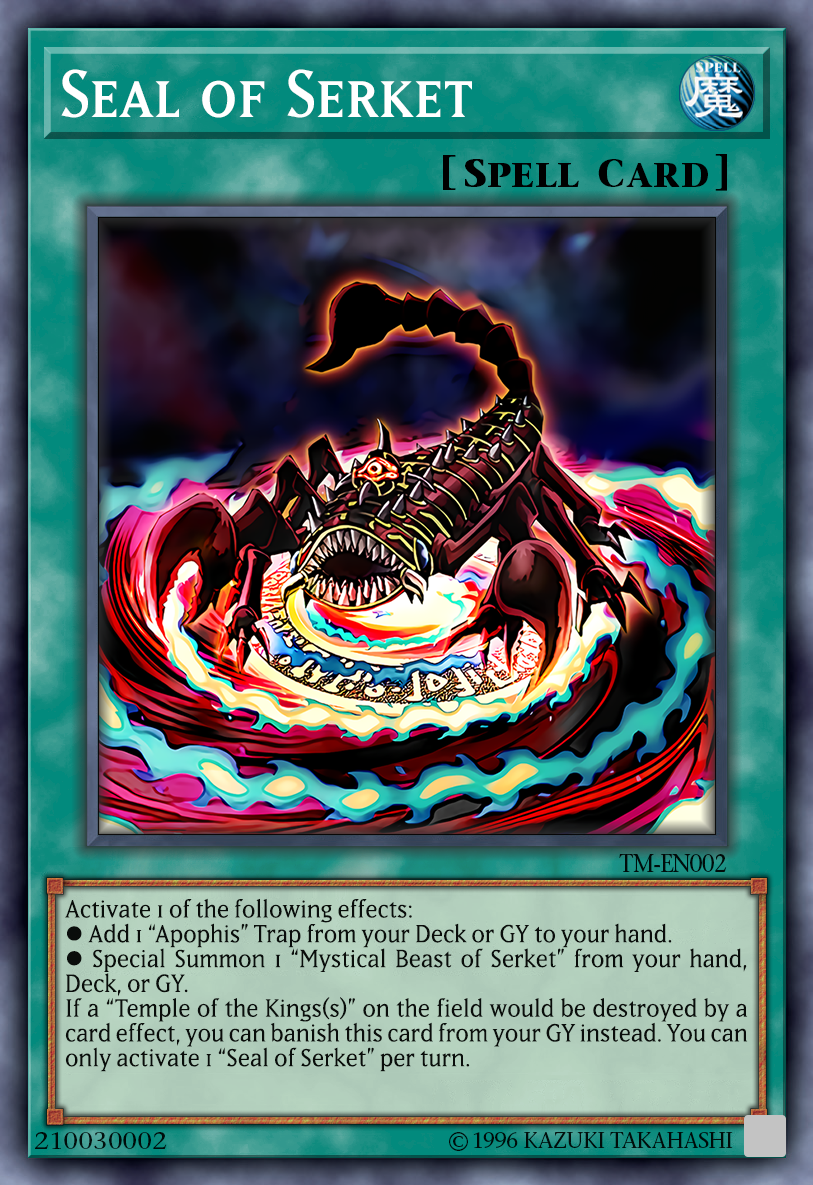 SEAL OF SERKET
SPELL
魔
[SPELL CARD]
TM-EN002
Activate 1 of the following effects:
● Add 1 “Apophis” Trap from your Deck or GY to your hand.
● Special Summon 1 “Mystical Beast of Serket” from your hand,
Deck, or GY.
If a “Temple of the Kings(s)” on the field would be destroyed by a
card effect, you can banish this card from your GY instead. You can
only activate 1 “Seal of Serket” per turn.
210030002
© 1996 KAZUKI TAKAHASHI